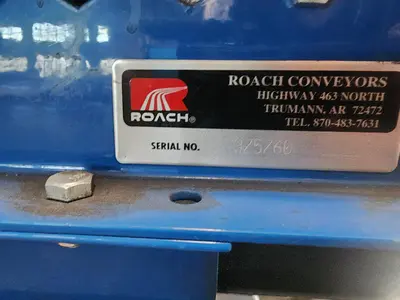 ROACH CONVEYORS
HIGHWAY 463 NORTH
TRUMANN, AR 72472
TEL. 870-483-7631
ROACH®
SERIAL NO.